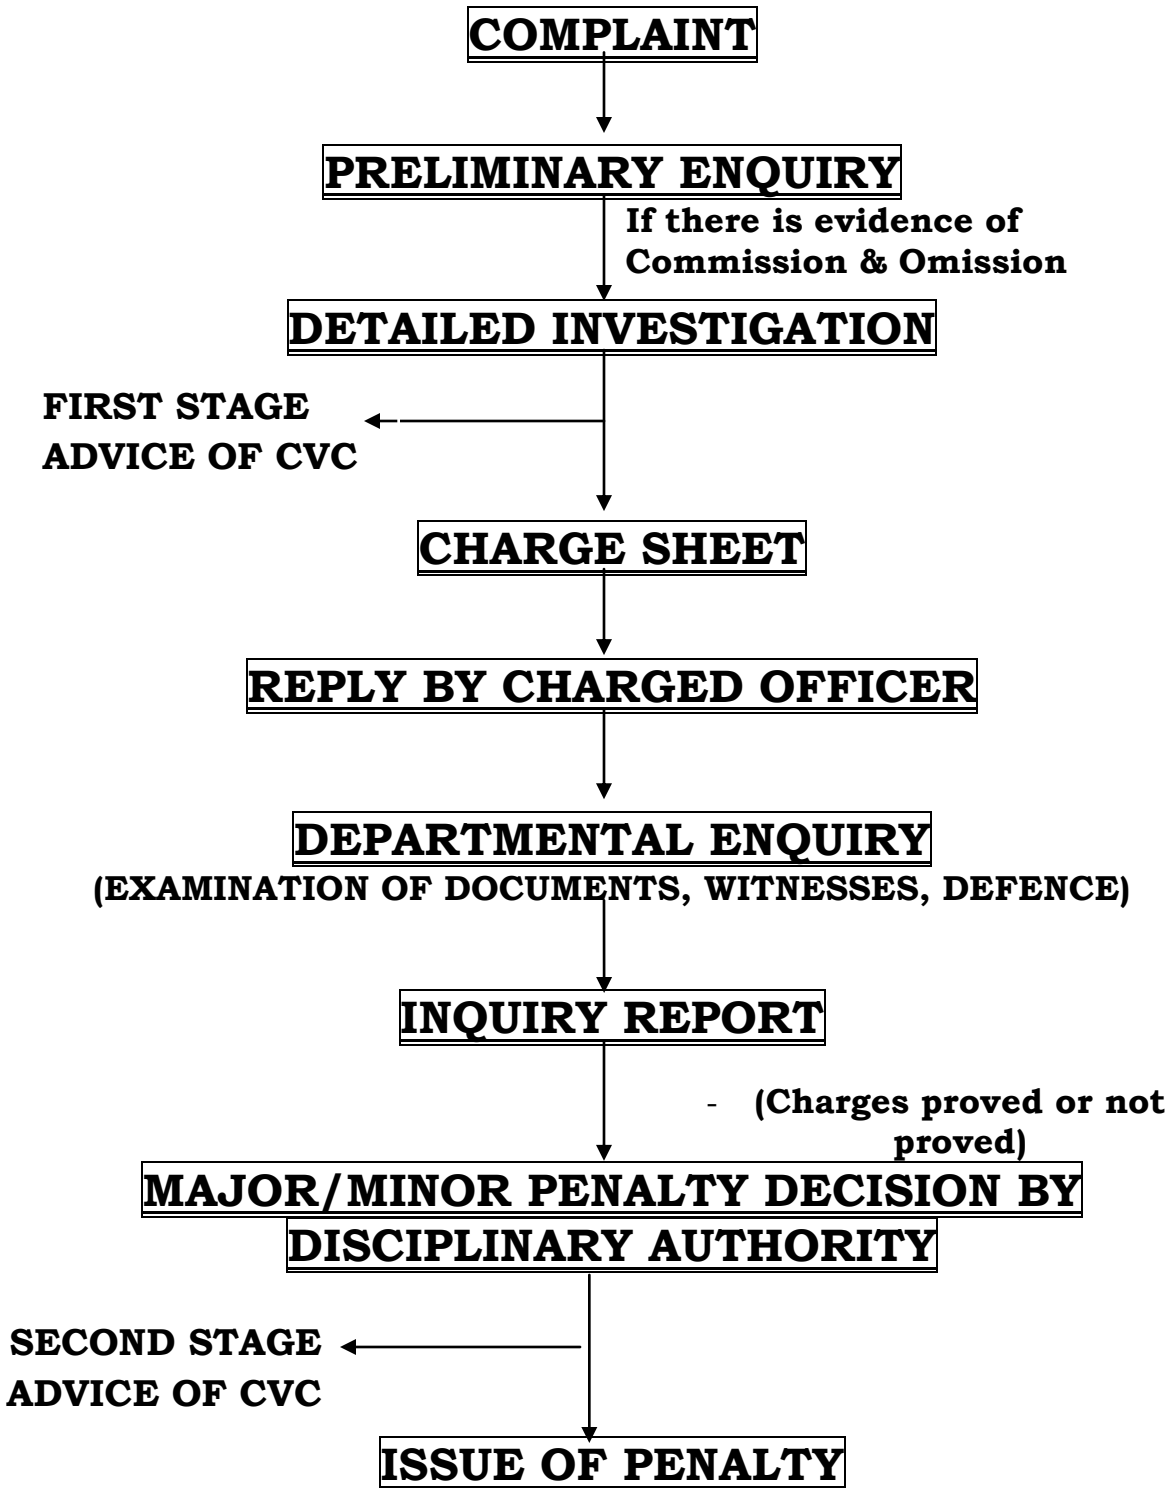 COMPLAINT
PRELIMINARY ENQUIRY
If there is evidence of
Commission & Omission
DETAILED INVESTIGATION
FIRST STAGE
ADVICE OF CVC
CHARGE SHEET
REPLY BY CHARGED OFFICER
DEPARTMENTAL ENQUIRY
(EXAMINATION OF DOCUMENTS, WITNESSES, DEFENCE)
INQUIRY REPORT
- (Charges proved or not
proved)
MAJOR/MINOR PENALTY DECISION BY
DISCIPLINARY AUTHORITY
SECOND STAGE
ADVICE OF CVC
ISSUE OF PENALTY